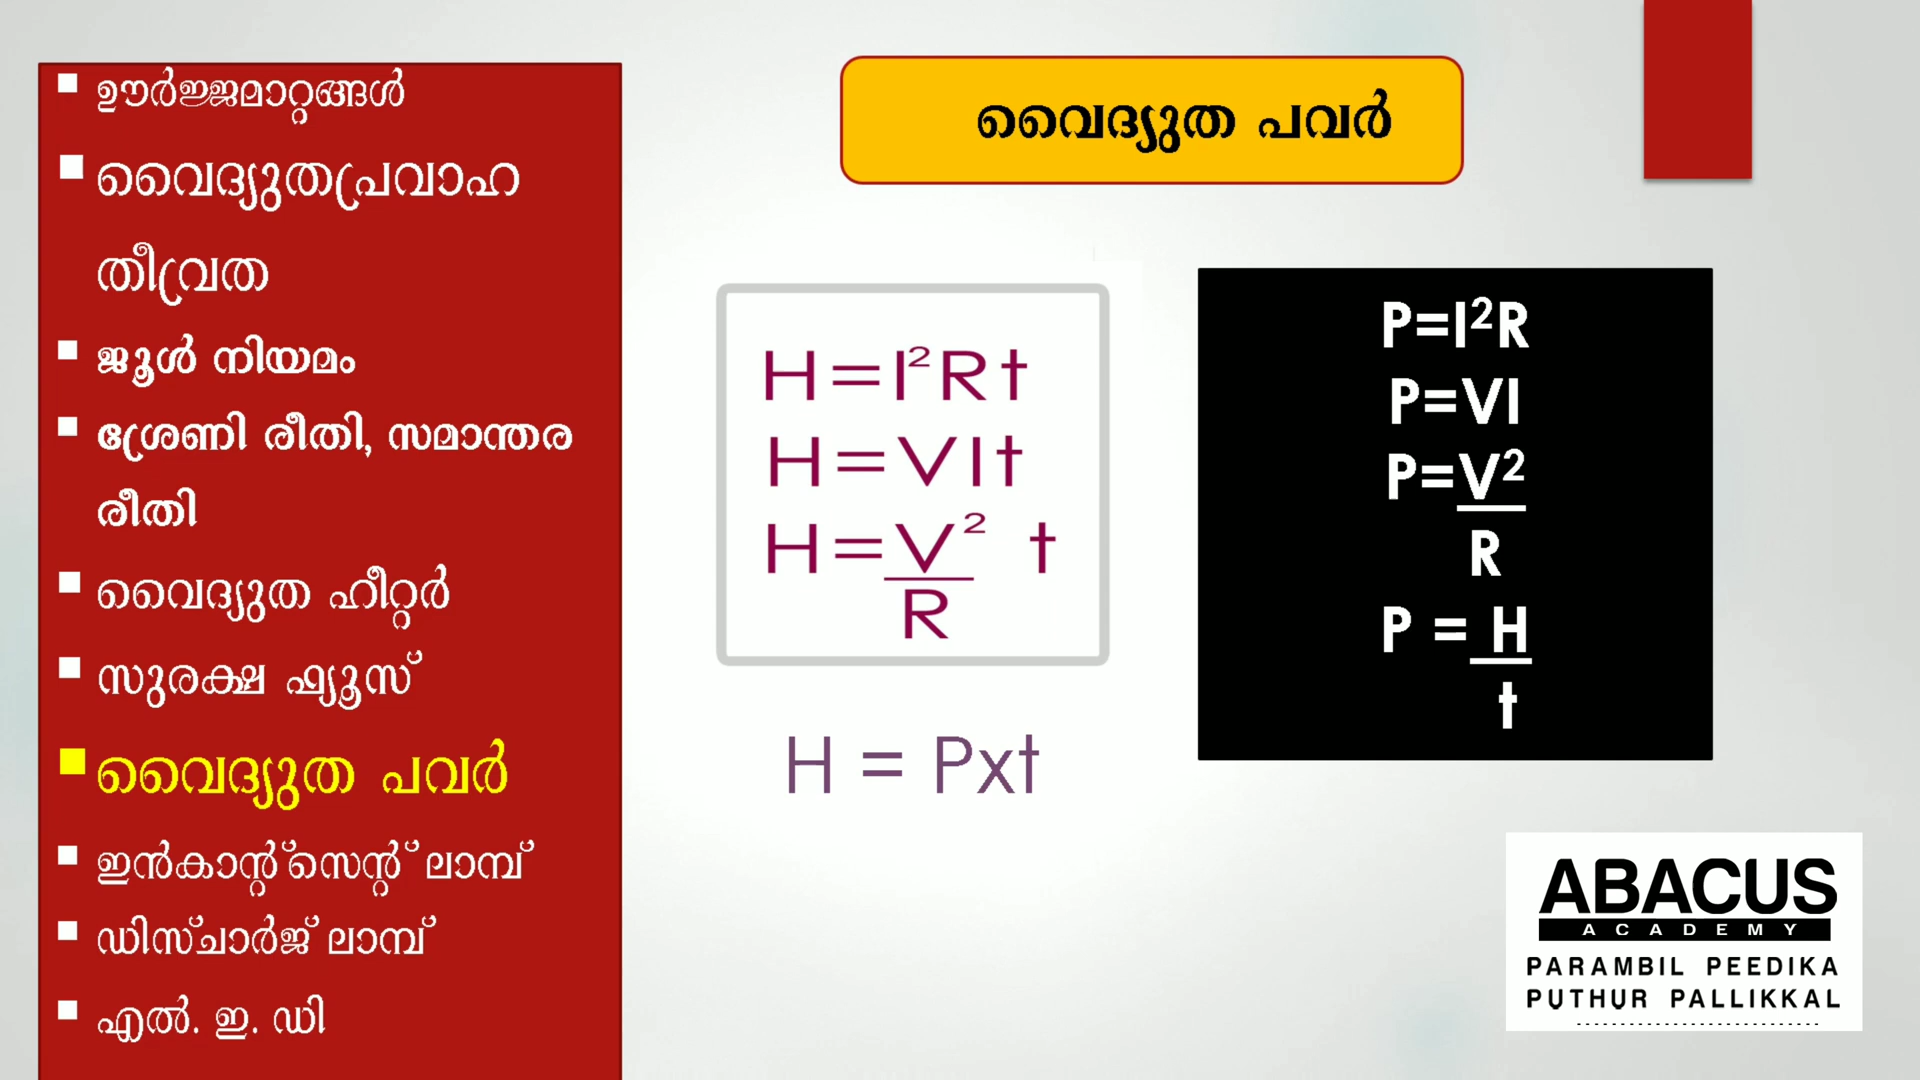 ഊർജ്ജമാറ്റങ്ങൾ
വൈദ്യുതപ്രവാഹ
തീവ്രത
ജൂൾ നിയമം
ശ്രേണി രീതി, സമാന്തര
രീതി
വൈദ്യുത ഹീറ്റർ
സുരക്ഷ ഫ്യൂസ്
വൈദ്യുത പവർ
ഇൻകാന്റ്സെന്റ് ലാമ്പ്
ഡിസ്ചാർജ് ലാമ്പ്
എൽ. ഇ. ഡി
വൈദ്യുത പവർ
H=I²Rt
H=VIt
H=V² t
R
H = Pxt
P=I²R
P=VI
P=V²
R
P = H
t
ABACUS
ACADEMY
PARAMBIL PEEDIKA
PUTHUR PALLIKKAL